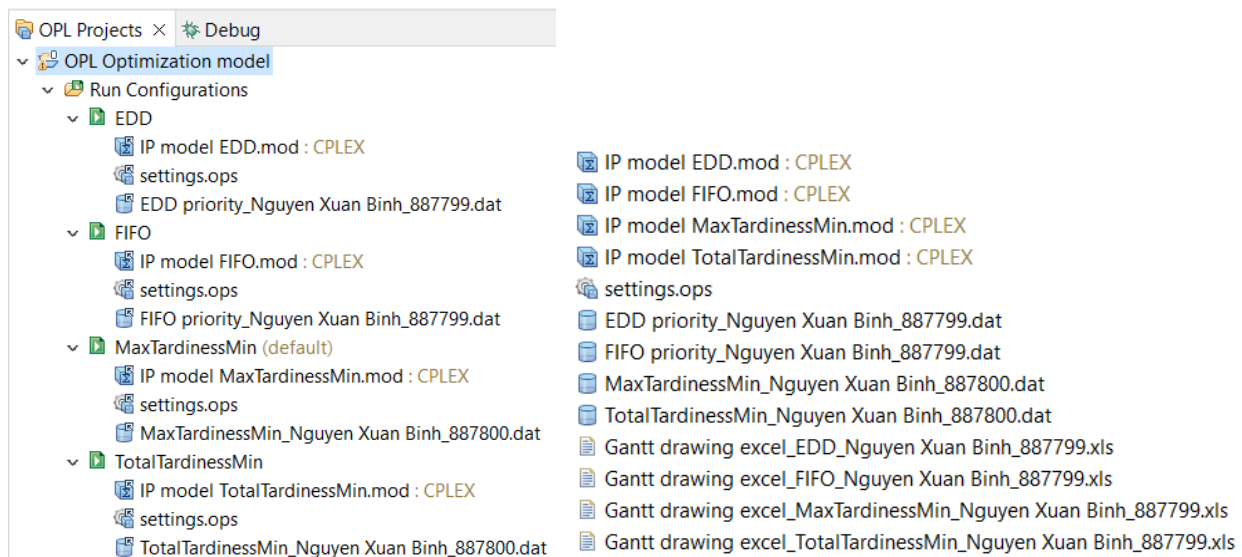 OPL Projects
Debug
OPL Optimization model
Run Configurations
EDD
IP model EDD.mod : CPLEX
settings.ops
EDD priority_Nguyen Xuan Binh_887799.dat
FIFO
IP model FIFO.mod : CPLEX
settings.ops
FIFO priority_Nguyen Xuan Binh_887799.dat
MaxTardinessMin (default)
IP model MaxTardinessMin.mod : CPLEX
settings.ops
MaxTardinessMin_Nguyen Xuan Binh_887800.dat
TotalTardinessMin
IP model TotalTardinessMin.mod : CPLEX
settings.ops
TotalTardinessMin_Nguyen Xuan Binh_887800.dat
IP model EDD.mod : CPLEX
IP model FIFO.mod : CPLEX
IP model MaxTardinessMin.mod : CPLEX
IP model TotalTardinessMin.mod : CPLEX
settings.ops
EDD priority_Nguyen Xuan Binh_887799.dat
FIFO priority_Nguyen Xuan Binh_887799.dat
MaxTardinessMin_Nguyen Xuan Binh_887800.dat
TotalTardinessMin_Nguyen Xuan Binh_887800.dat
Gantt drawing excel_EDD_Nguyen Xuan Binh_887799.xls
Gantt drawing excel_FIFO_Nguyen Xuan Binh_887799.xls
Gantt drawing excel_MaxTardinessMin_Nguyen Xuan Binh_887799.xls
Gantt drawing excel_TotalTardinessMin_Nguyen Xuan Binh_887799.xls